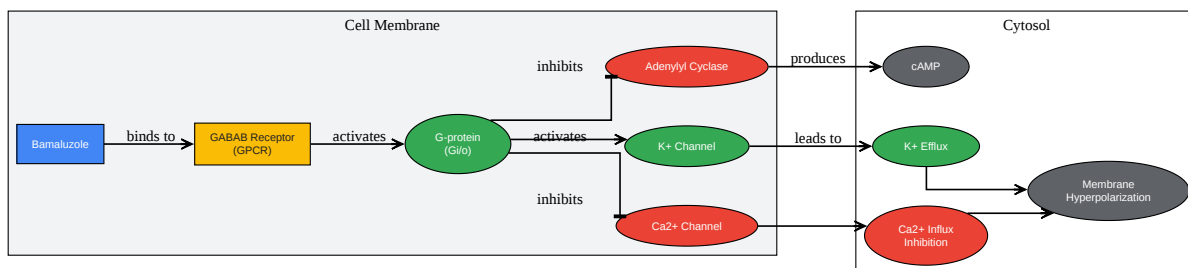 Cell Membrane
Cytosol
inhibits
Adenylyl Cyclase
produces
cAMP
Bamaluzole
binds to
GABAB Receptor
(GPCR)
activates
G-protein
(Gi/o)
activates
K+ Channel
leads to
K+ Efflux
Membrane
Hyperpolarization
inhibits
Ca2+ Channel
Ca2+ Influx
Inhibition